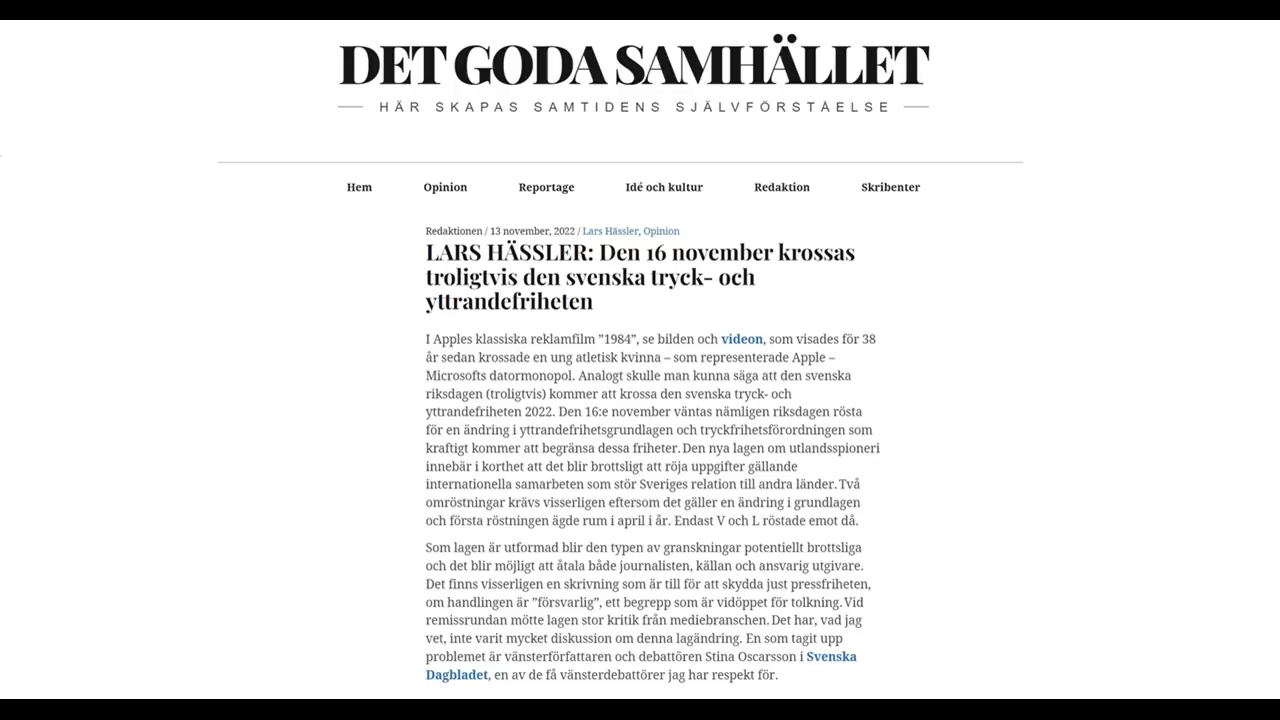 DET GODA SAMHÄLLET
HÄR SKAPAS SAMTIDENS SJÄLVFÖRSTÅELSE
Hem Opinion Reportage Idé och kultur Redaktion Skribenter
Redaktionen / 13 november, 2022 / Lars Hässler, Opinion
LARS HÄSSLER: Den 16 november krossas
troligtvis den svenska tryck- och
yttrandefriheten
I Apples klassiska reklamfilm ”1984”, se bilden och videon, som visades för 38
år sedan krossade en ung atletisk kvinna – som representerade Apple –
Microsofts datormonopol. Analogt skulle man kunna säga att den svenska
riksdagen (troligtvis) kommer att krossa den svenska tryck- och
yttrandefriheten 2022. Den 16:e november väntas nämligen riksdagen rösta
för en ändring i yttrandefrihetsgrundlagen och tryckfrihetsförordningen som
kraftigt kommer att begränsa dessa friheter. Den nya lagen om utlandsspioneri
innebär i korthet att det blir brottsligt att röja uppgifter gällande
internationella samarbeten som stör Sveriges relation till andra länder. Två
omröstningar krävs visserligen eftersom det gäller en ändring i grundlagen
och första röstningen ägde rum i april i år. Endast V och L röstade emot då.
Som lagen är utformad blir den typen av granskningar potentiellt brottsliga
och det blir möjligt att åtala både journalisten, källan och ansvarig utgivare.
Det finns visserligen en skrivning som är till för att skydda just pressfriheten,
om handlingen är ”försvarlig”, ett begrepp som är vidöppet för tolkning. Vid
remissrundan mötte lagen stor kritik från mediebranschen. Det har, vad jag
vet, inte varit mycket diskussion om denna lagändring. En som tagit upp
problemet är vänsterförfattaren och debattören Stina Oscarsson i Svenska
Dagbladet, en av de få vänsterdebattörer jag har respekt för.